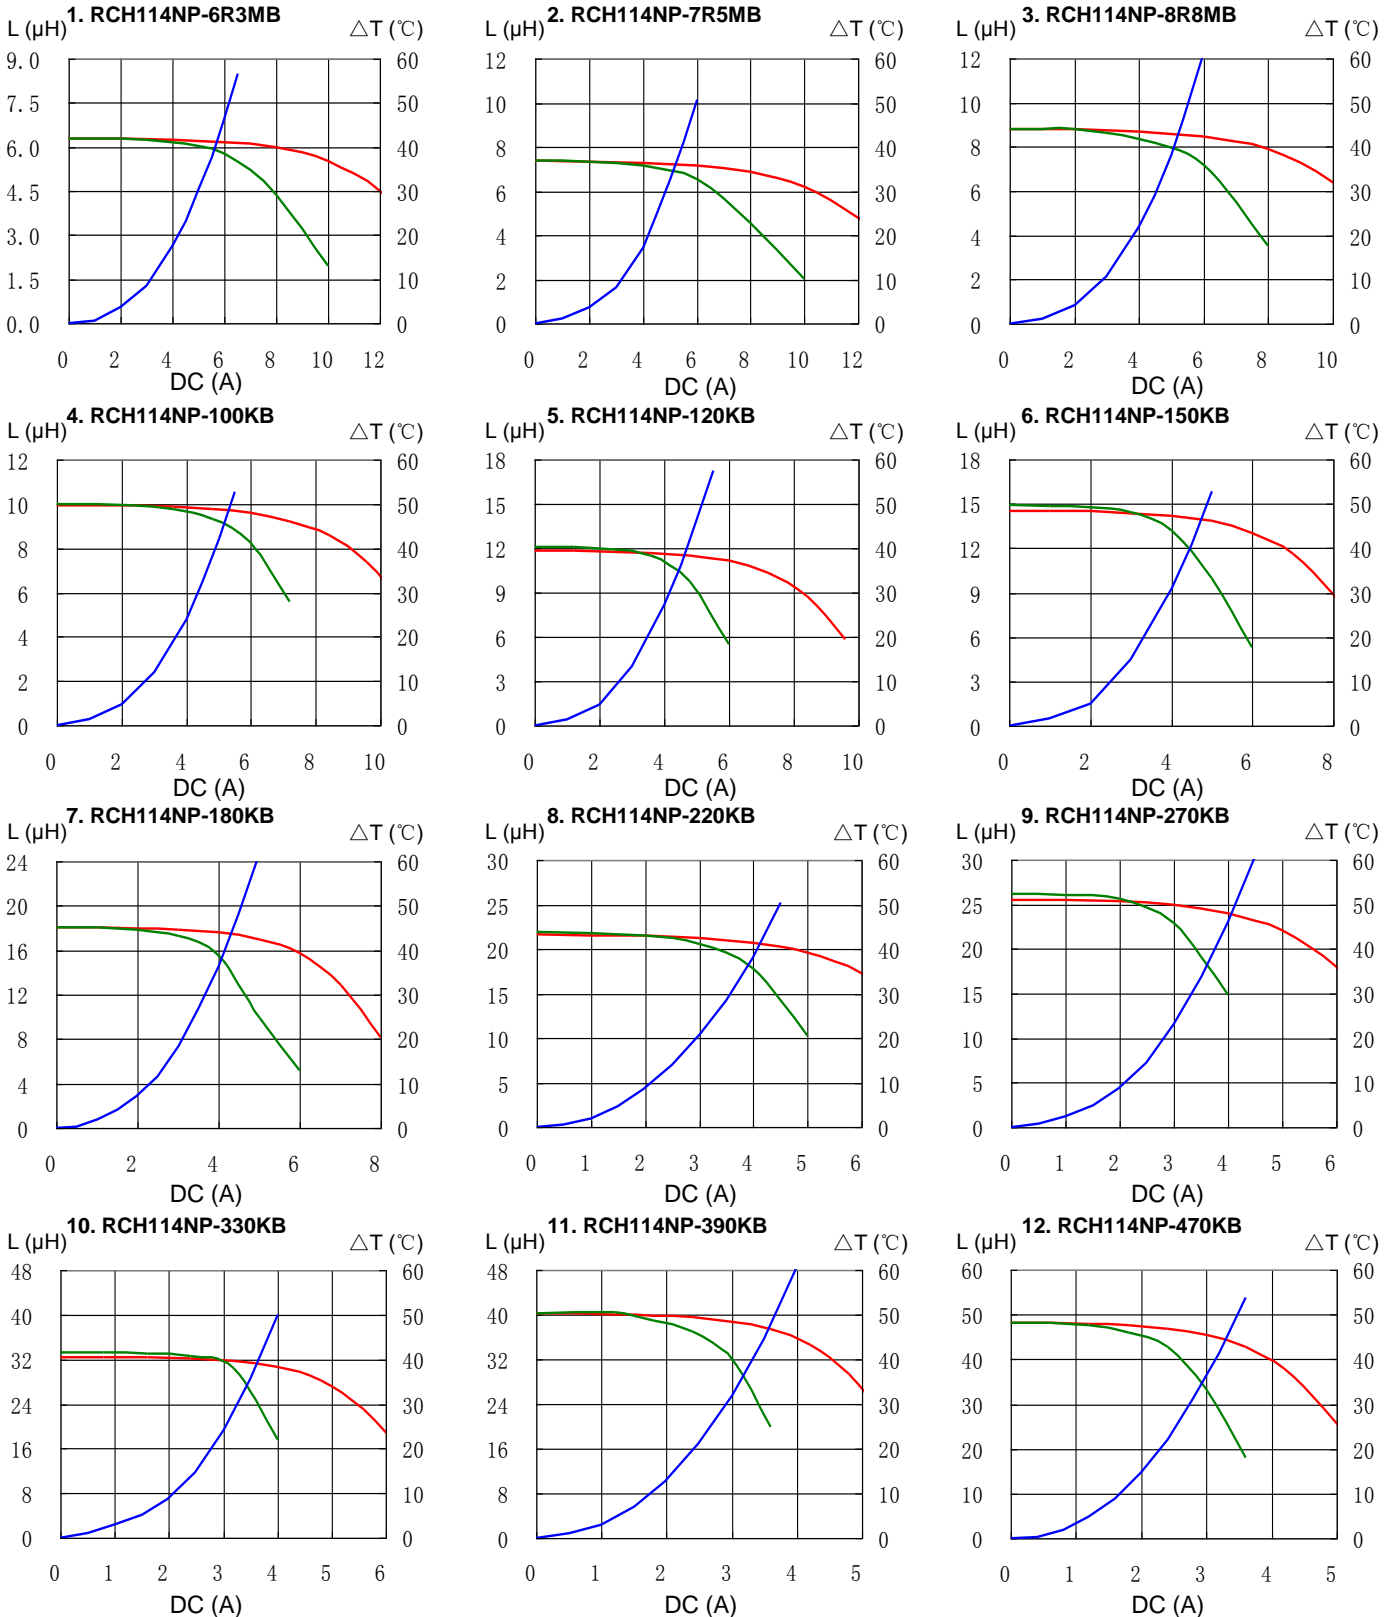 1. RCH114NP-6R3MB
L (µH)
△T (℃)
9.0
7.5
6.0
4.5
3.0
1.5
0.0
60
50
40
30
20
10
0
0 2 4 6 8 10 12
DC (A)
2. RCH114NP-7R5MB
L (µH)
△T (℃)
12
10
8
6
4
2
0
60
50
40
30
20
10
0
0 2 4 6 8 10 12
DC (A)
3. RCH114NP-8R8MB
L (µH)
△T (℃)
12
10
8
6
4
2
0
60
50
40
30
20
10
0
0 2 4 6 8 10
DC (A)
4. RCH114NP-100KB
L (µH)
△T (℃)
12
10
8
6
4
2
0
60
50
40
30
20
10
0
0 2 4 6 8 10
DC (A)
5. RCH114NP-120KB
L (µH)
△T (℃)
18
15
12
9
6
3
0
60
50
40
30
20
10
0
0 2 4 6 8 10
DC (A)
6. RCH114NP-150KB
L (µH)
△T (℃)
18
15
12
9
6
3
0
60
50
40
30
20
10
0
0 2 4 6 8
DC (A)
7. RCH114NP-180KB
L (µH)
△T (℃)
24
20
16
12
8
4
0
60
50
40
30
20
10
0
0 2 4 6 8
DC (A)
8. RCH114NP-220KB
L (µH)
△T (℃)
30
25
20
15
10
5
0
60
50
40
30
20
10
0
0 1 2 3 4 5 6
DC (A)
9. RCH114NP-270KB
L (µH)
△T (℃)
30
25
20
15
10
5
0
60
50
40
30
20
10
0
0 1 2 3 4 5 6
DC (A)
10. RCH114NP-330KB
L (µH)
△T (℃)
48
40
32
24
16
8
0
60
50
40
30
20
10
0
0 1 2 3 4 5 6
DC (A)
11. RCH114NP-390KB
L (µH)
△T (℃)
48
40
32
24
16
8
0
60
50
40
30
20
10
0
0 1 2 3 4 5
DC (A)
12. RCH114NP-470KB
L (µH)
△T (℃)
60
50
40
30
20
10
0
60
50
40
30
20
10
0
0 1 2 3 4 5
DC (A)